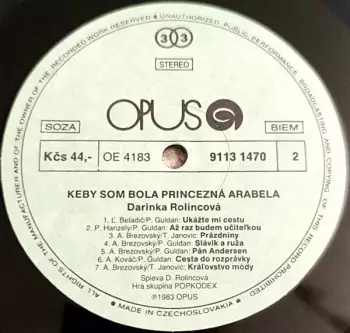 ALL RIGHTS OF THE MANUFACTURER AND OF THE OWNER OF THE RECORDED WORK RESERVED • UNAUTHORIZED PUBLIC PERFORMANCE, BROADCASTING AND COPYING OF THIS RECORD PROHIBITED
33
STEREO
OPUS
SOZA
BIEM
Kčs 44,-
OE 4183
9113 1470
2
KEBY SOM BOLA PRINCEZNÁ ARABELA
Darinka Rolincová
1. Ľ. Beladič/P. Guldan: Ukážte mi cestu
2. P. Hanzely/P. Guldan: Až raz budem učiteľkou
3. A. Brezovský/T. Janovic: Prázdniny
4. A. Brezovský/P. Guldan: Slávik a ruža
5. A. Brezovský/P. Guldan: Pán Andersen
6. A. Kováč/P. Guldan: Cesta do rozprávky
7. A. Brezovský/T. Janovic: Kráľovstvo módy
Spieva D. Rolincová
Hrá skupina POPKODEX
℗1983 OPUS
• MADE IN CZECHOSLOVAKIA •